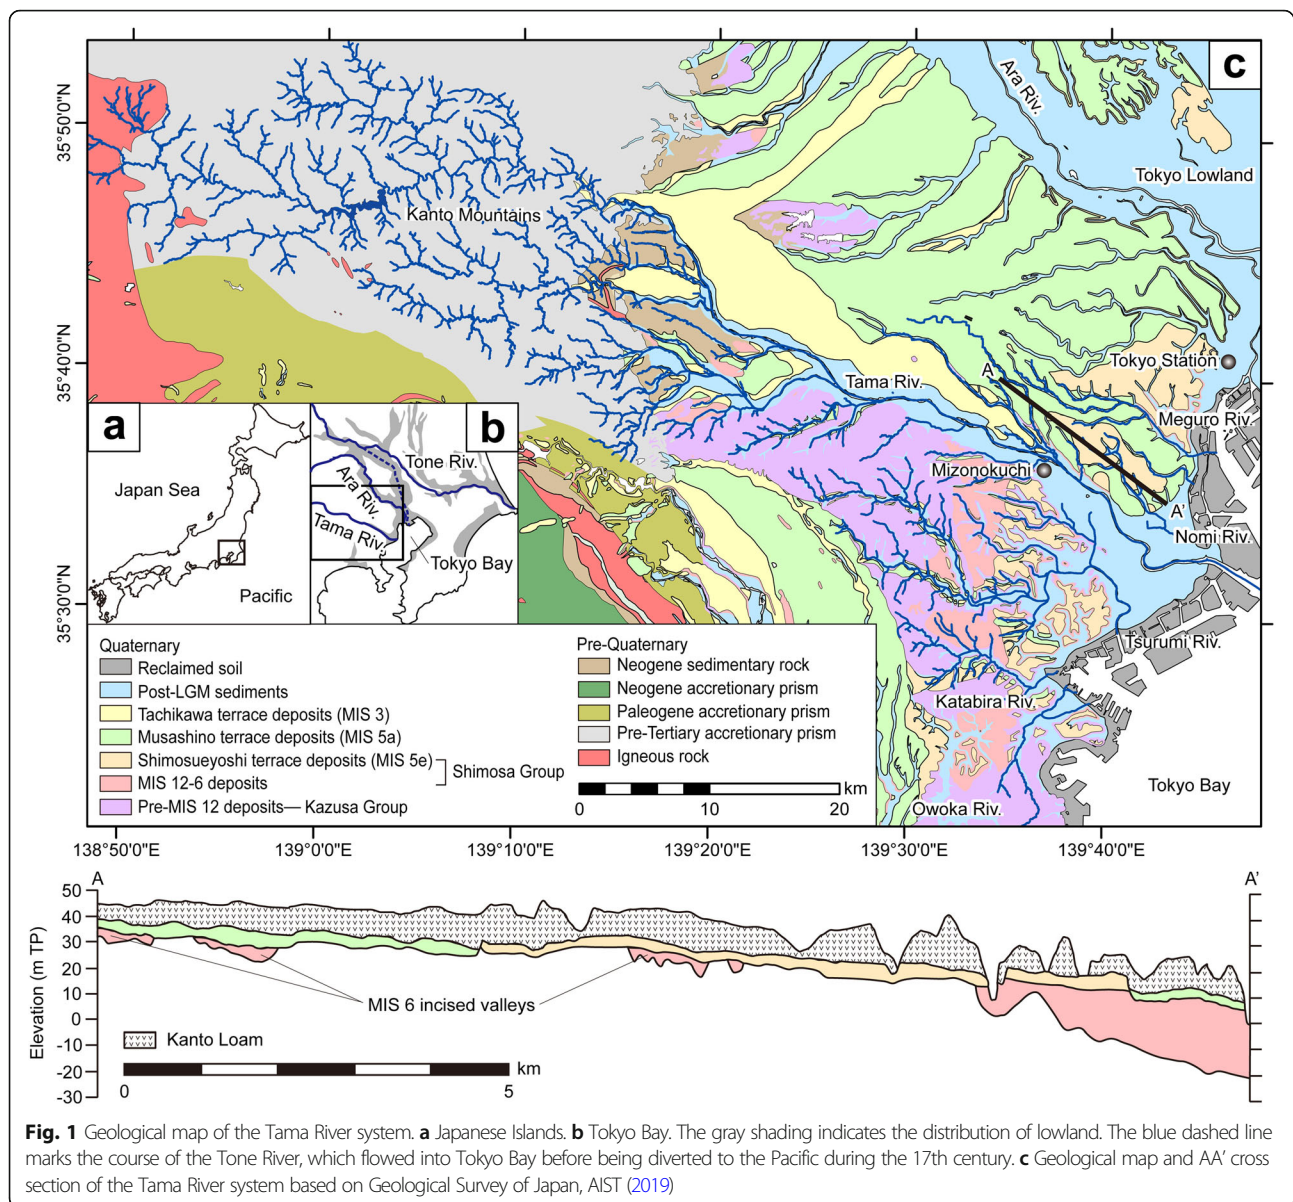 c
35°50'0"N
35°40'0"N
35°30'0"N
Ara Riv.
Tokyo Lowland
Kanto Mountains
Tokyo Station
Tama Riv.
A
Meguro Riv.
Mizonokuchi
A'
Nomi Riv.
Tsurumi Riv.
Katabira Riv.
Tokyo Bay
Owoka Riv.
a
Japan Sea
Pacific
b
Tone Riv.
Ara Riv.
Tama Riv.
Tokyo Bay
Quaternary
Reclaimed soil
Post-LGM sediments
Tachikawa terrace deposits (MIS 3)
Musashino terrace deposits (MIS 5a)
Shimosueyoshi terrace deposits (MIS 5e)
Shimosa Group
MIS 12-6 deposits
Pre-MIS 12 deposits— Kazusa Group
Pre-Quaternary
Neogene sedimentary rock
Neogene accretionary prism
Paleogene accretionary prism
Pre-Tertiary accretionary prism
Igneous rock
km
0 10 20
138°50'0"E 139°0'0"E 139°10'0"E 139°20'0"E 139°30'0"E 139°40'0"E
A A'
Elevation (m TP)
50
40
30
20
10
0
-10
-20
-30
MIS 6 incised valleys
Kanto Loam
km
0 5
Fig. 1 Geological map of the Tama River system. a Japanese Islands. b Tokyo Bay. The gray shading indicates the distribution of lowland. The blue dashed line
marks the course of the Tone River, which flowed into Tokyo Bay before being diverted to the Pacific during the 17th century. c Geological map and AA' cross
section of the Tama River system based on Geological Survey of Japan, AIST (2019)